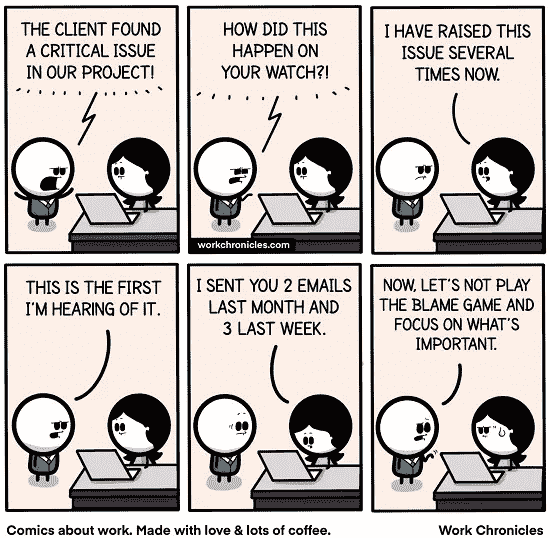 THE CLIENT FOUND
A CRITICAL ISSUE
IN OUR PROJECT!
HOW DID THIS
HAPPEN ON
YOUR WATCH?!
workchronicles.com
I HAVE RAISED THIS
ISSUE SEVERAL
TIMES NOW.
THIS IS THE FIRST
I'M HEARING OF IT.
I SENT YOU 2 EMAILS
LAST MONTH AND
3 LAST WEEK.
NOW, LET'S NOT PLAY
THE BLAME GAME AND
FOCUS ON WHAT'S
IMPORTANT.
Comics about work. Made with love & lots of coffee.
Work Chronicles